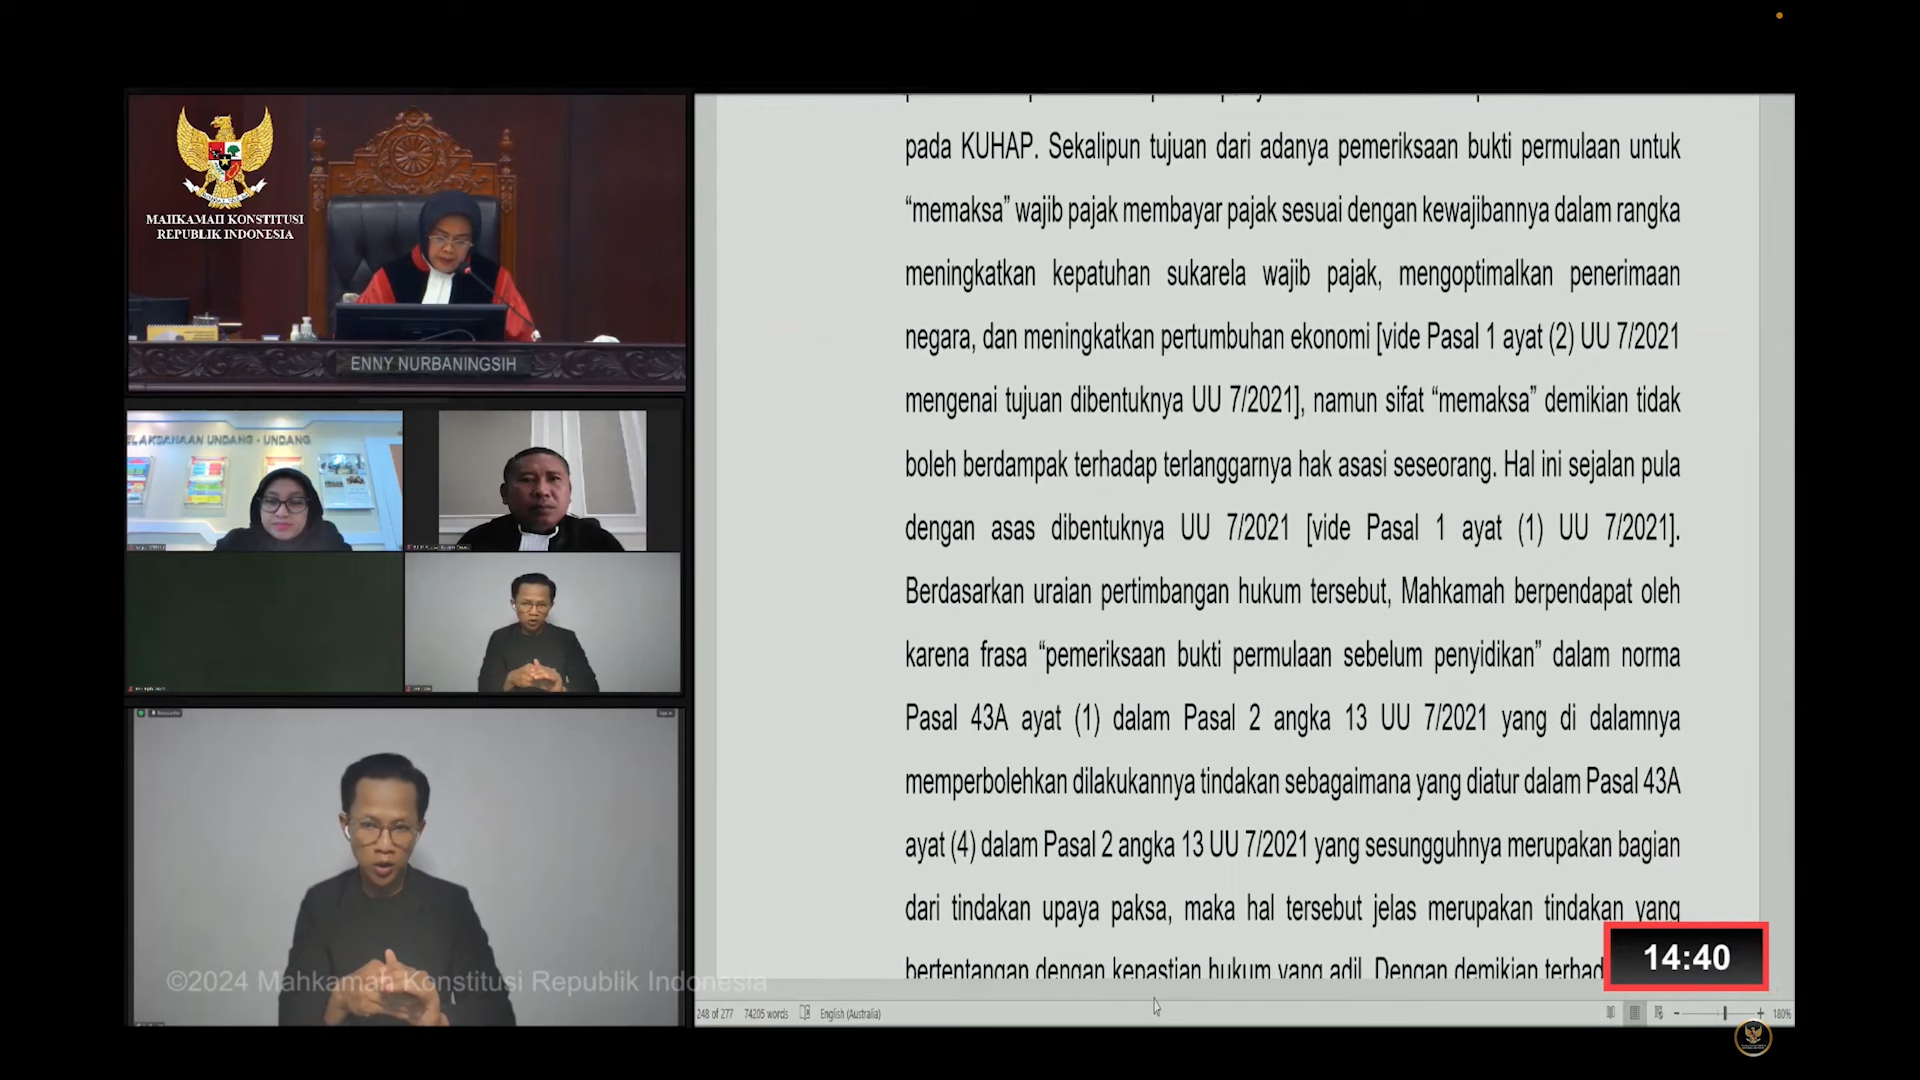 MAHKAMAH KONSTITUSI
REPUBLIK INDONESIA
ENNY NURBANINGSIH
ELAKSANAAN UNDANG - UNDANG
©2024 Mahkamah Konstitusi Republik Indonesia
pada KUHAP. Sekalipun tujuan dari adanya pemeriksaan bukti permulaan untuk
“memaksa” wajib pajak membayar pajak sesuai dengan kewajibannya dalam rangka
meningkatkan kepatuhan sukarela wajib pajak, mengoptimalkan penerimaan
negara, dan meningkatkan pertumbuhan ekonomi [vide Pasal 1 ayat (2) UU 7/2021
mengenai tujuan dibentuknya UU 7/2021], namun sifat “memaksa” demikian tidak
boleh berdampak terhadap terlanggarnya hak asasi seseorang. Hal ini sejalan pula
dengan asas dibentuknya UU 7/2021 [vide Pasal 1 ayat (1) UU 7/2021].
Berdasarkan uraian pertimbangan hukum tersebut, Mahkamah berpendapat oleh
karena frasa “pemeriksaan bukti permulaan sebelum penyidikan” dalam norma
Pasal 43A ayat (1) dalam Pasal 2 angka 13 UU 7/2021 yang di dalamnya
memperbolehkan dilakukannya tindakan sebagaimana yang diatur dalam Pasal 43A
ayat (4) dalam Pasal 2 angka 13 UU 7/2021 yang sesungguhnya merupakan bagian
dari tindakan upaya paksa, maka hal tersebut jelas merupakan tindakan yang
bertentangan dengan kepastian hukum yang adil. Dengan demikian terhad
14:40
248 of 277 74205 words English (Australia) 180%